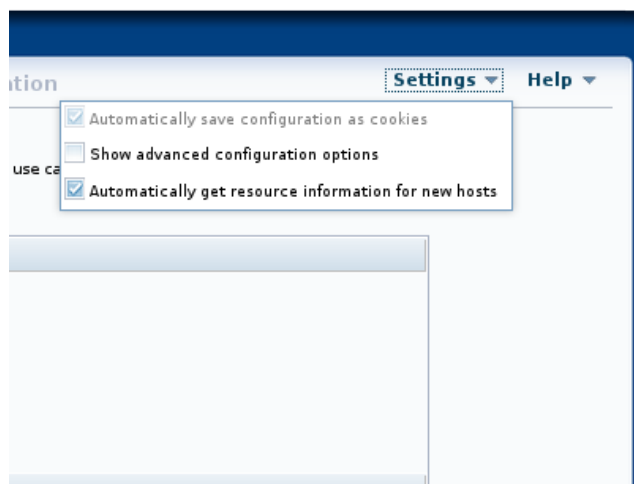 ation
Settings Help
Automatically save configuration as cookies
Show advanced configuration options
use ca
Automatically get resource information for new hosts